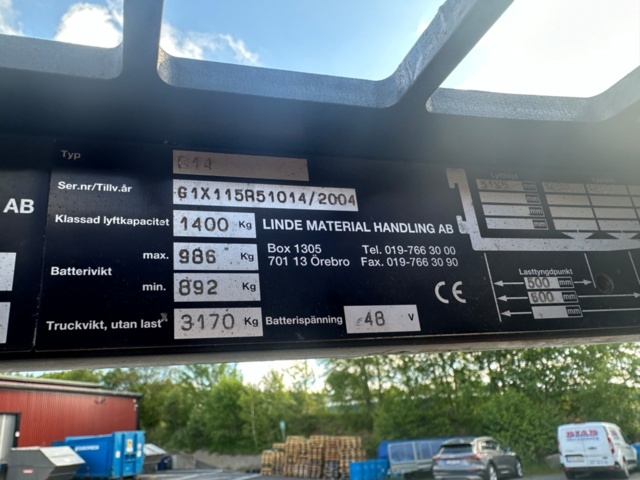 Typ
Ser.nr/Tillv.år G1X115R51014/2004
AB
Klassad lyftkapacitet 1400 Kg
LINDE MATERIAL HANDLING AB
Box 1305 Tel. 019-766 30 00
701 13 Örebro Fax. 019-766 30 90
max. 986 Kg
Batterivikt
min. 892 Kg
Truckvikt, utan last 3170 Kg
Batterispänning 48 V
CE
Lasttyngdpunkt
500 mm
600 mm
mm